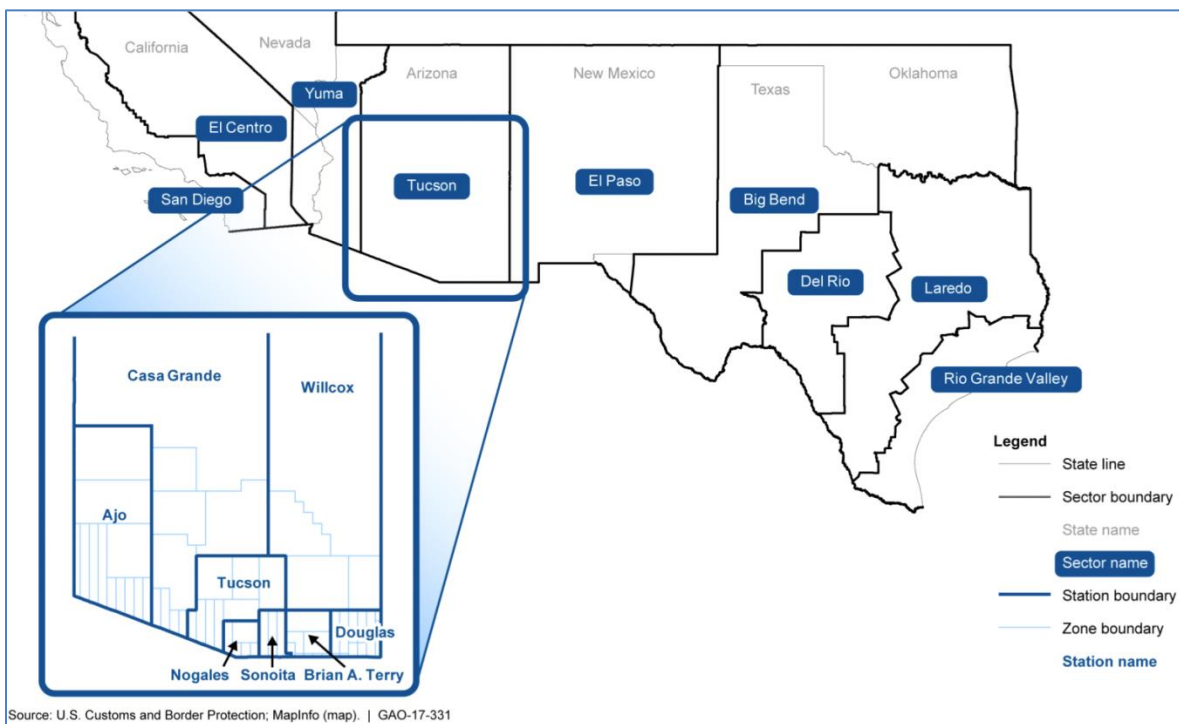 California
Nevada
Arizona
New Mexico
Texas
Oklahoma
Yuma
El Centro
San Diego
Tucson
El Paso
Big Bend
Del Rio
Laredo
Rio Grande Valley
Casa Grande
Willcox
Ajo
Tucson
Douglas
Nogales
Sonoita
Brian A. Terry
Legend
State line
Sector boundary
State name
Sector name
Station boundary
Zone boundary
Station name
Source: U.S. Customs and Border Protection; MapInfo (map). | GAO-17-331